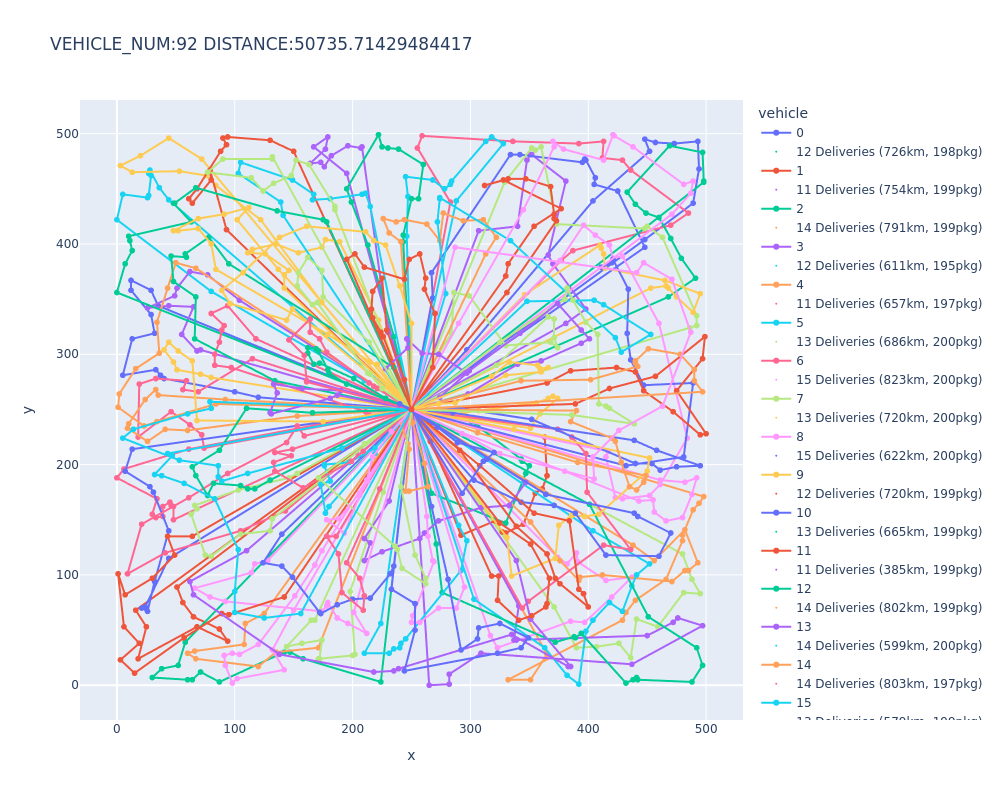 VEHICLE_NUM:92 DISTANCE:50735.71429484417
500
400
300
200
100
0
y
0
100
200
300
400
500
x
vehicle
0
12 Deliveries (726km, 198pkg)
1
11 Deliveries (754km, 199pkg)
2
14 Deliveries (791km, 199pkg)
3
12 Deliveries (611km, 195pkg)
4
11 Deliveries (657km, 197pkg)
5
13 Deliveries (686km, 200pkg)
6
15 Deliveries (823km, 200pkg)
7
13 Deliveries (720km, 200pkg)
8
15 Deliveries (622km, 200pkg)
9
12 Deliveries (720km, 199pkg)
10
13 Deliveries (665km, 199pkg)
11
11 Deliveries (385km, 199pkg)
12
14 Deliveries (802km, 199pkg)
13
14 Deliveries (599km, 200pkg)
14
14 Deliveries (803km, 197pkg)
15